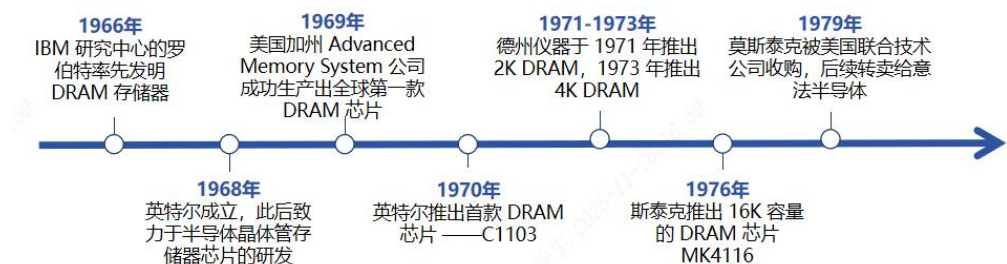 1966年
IBM 研究中心的罗
伯特率先发明
DRAM 存储器
1969年
美国加州 Advanced
Memory System 公司
成功生产出全球第一款
DRAM 芯片
1971-1973年
德州仪器于 1971 年推出
2K DRAM，1973 年推出
4K DRAM
1979年
莫斯泰克被美国联合技术
公司收购，后续转卖给意
法半导体
1968年
英特尔成立，此后致
力于半导体晶体管存
储器芯片的研发
1970年
英特尔推出首款 DRAM
芯片 ——C1103
1976年
斯泰克推出 16K 容量
的 DRAM 芯片
MK4116